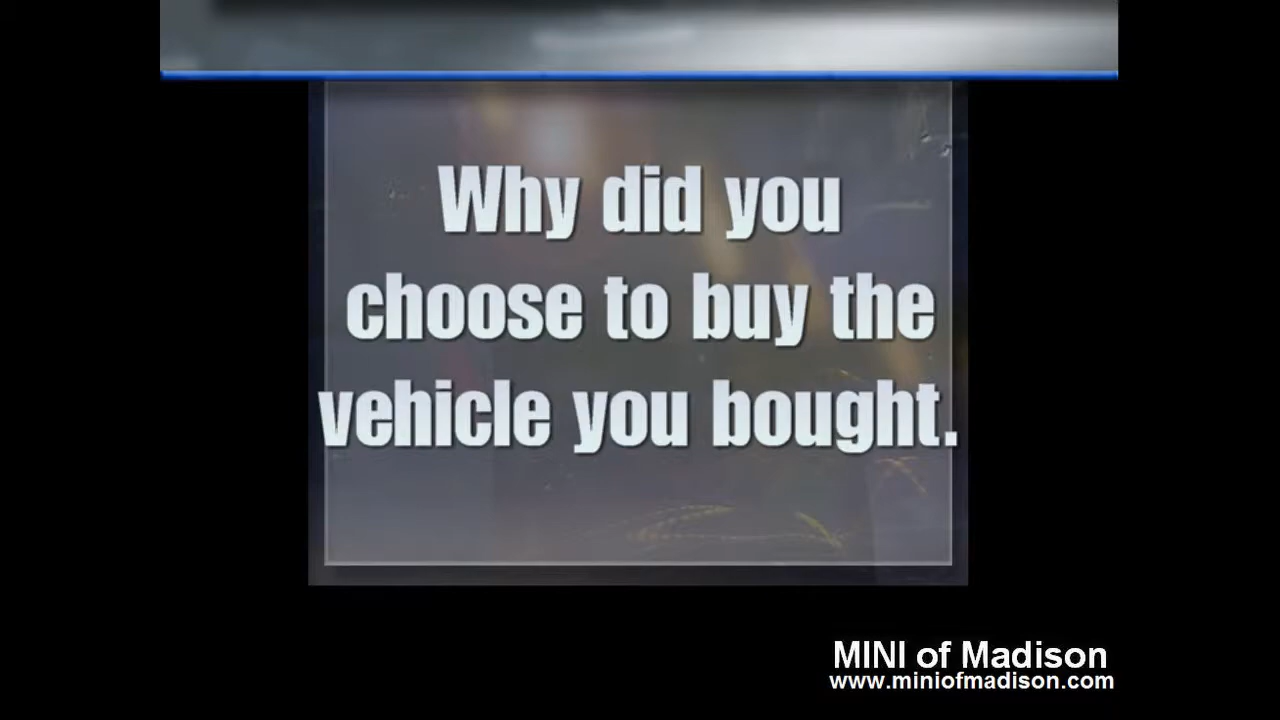 Why did you
choose to buy the
vehicle you bought.
MINI of Madison
www.miniofmadison.com